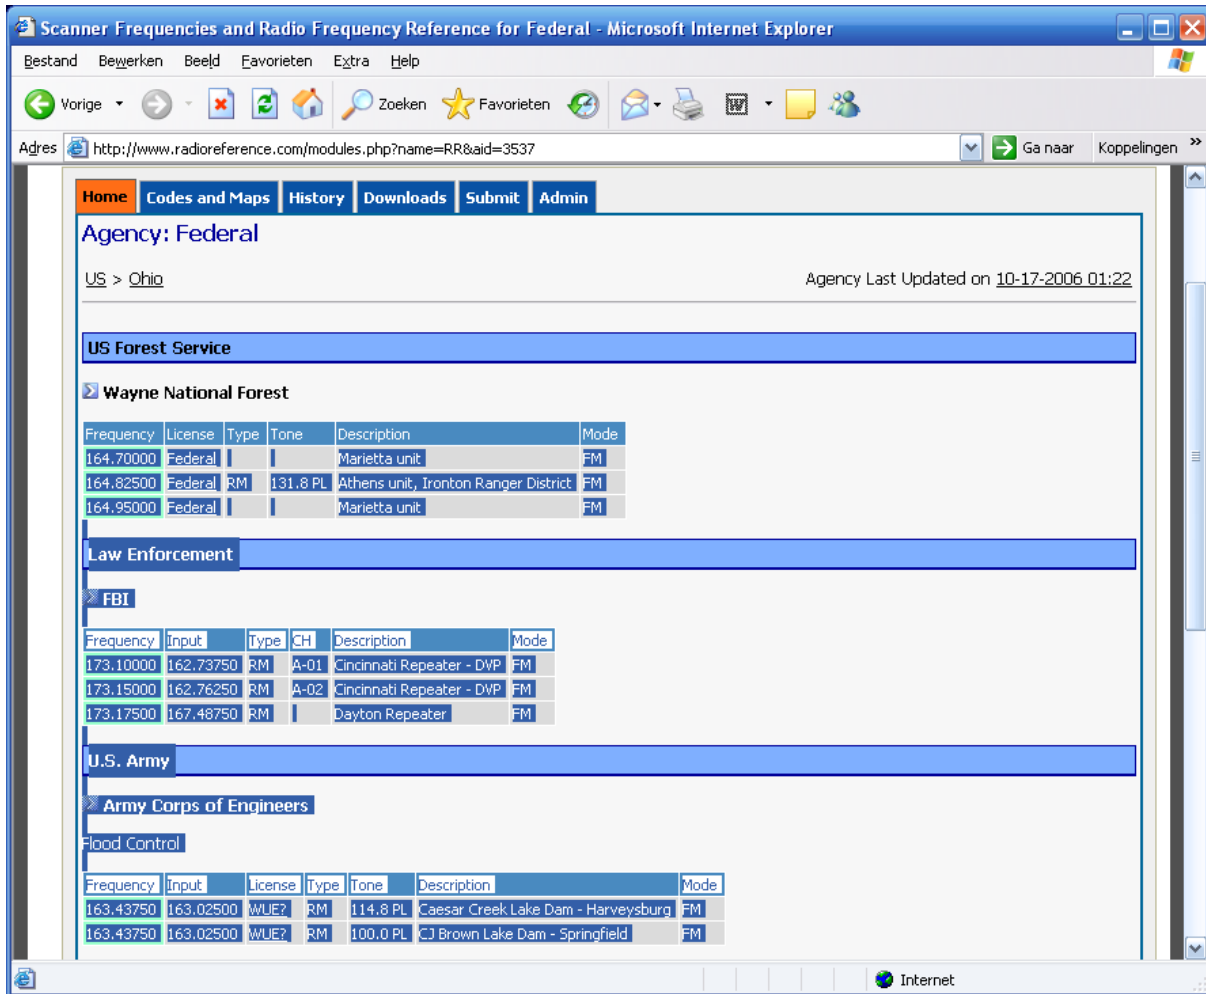 Scanner Frequencies and Radio Frequency Reference for Federal - Microsoft Internet Explorer
Bestand Bewerken Beeld Favorieten Extra Help
Vorige Zoeken Favorieten
Adres http://www.radioreference.com/modules.php?name=RR&aid=3537 Ga naar Koppelingen »
Home Codes and Maps History Downloads Submit Admin
Agency: Federal
US > Ohio Agency Last Updated on 10-17-2006 01:22
US Forest Service
Wayne National Forest
Frequency License Type Tone Description Mode
164.70000 Federal Marietta unit FM
164.82500 Federal RM 131.8 PL Athens unit, Ironton Ranger District FM
164.95000 Federal Marietta unit FM
Law Enforcement
FBI
Frequency Input Type CH Description Mode
173.10000 162.73750 RM A-01 Cincinnati Repeater - DVP FM
173.15000 162.76250 RM A-02 Cincinnati Repeater - DVP FM
173.17500 167.48750 RM Dayton Repeater FM
U.S. Army
Army Corps of Engineers
Flood Control
Frequency Input License Type Tone Description Mode
163.43750 163.02500 WUE? RM 114.8 PL Caesar Creek Lake Dam - Harveysburg FM
163.43750 163.02500 WUE? RM 100.0 PL CJ Brown Lake Dam - Springfield FM
Internet